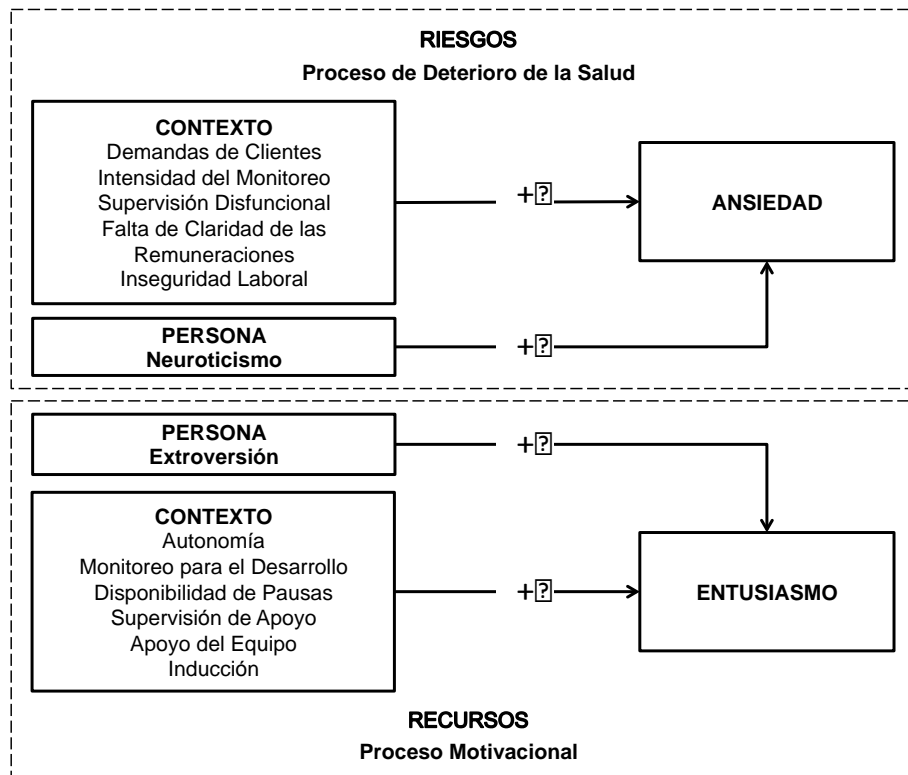 RIESGOS
Proceso de Deterioro de la Salud
CONTEXTO
Demandas de Clientes
Intensidad del Monitoreo
Supervisión Disfuncional
Falta de Claridad de las
Remuneraciones
Inseguridad Laboral
+
ANSIEDAD
PERSONA
Neuroticismo
+
PERSONA
Extroversión
+
CONTEXTO
Autonomía
Monitoreo para el Desarrollo
Disponibilidad de Pausas
Supervisión de Apoyo
Apoyo del Equipo
Inducción
+
ENTUSIASMO
RECURSOS
Proceso Motivacional